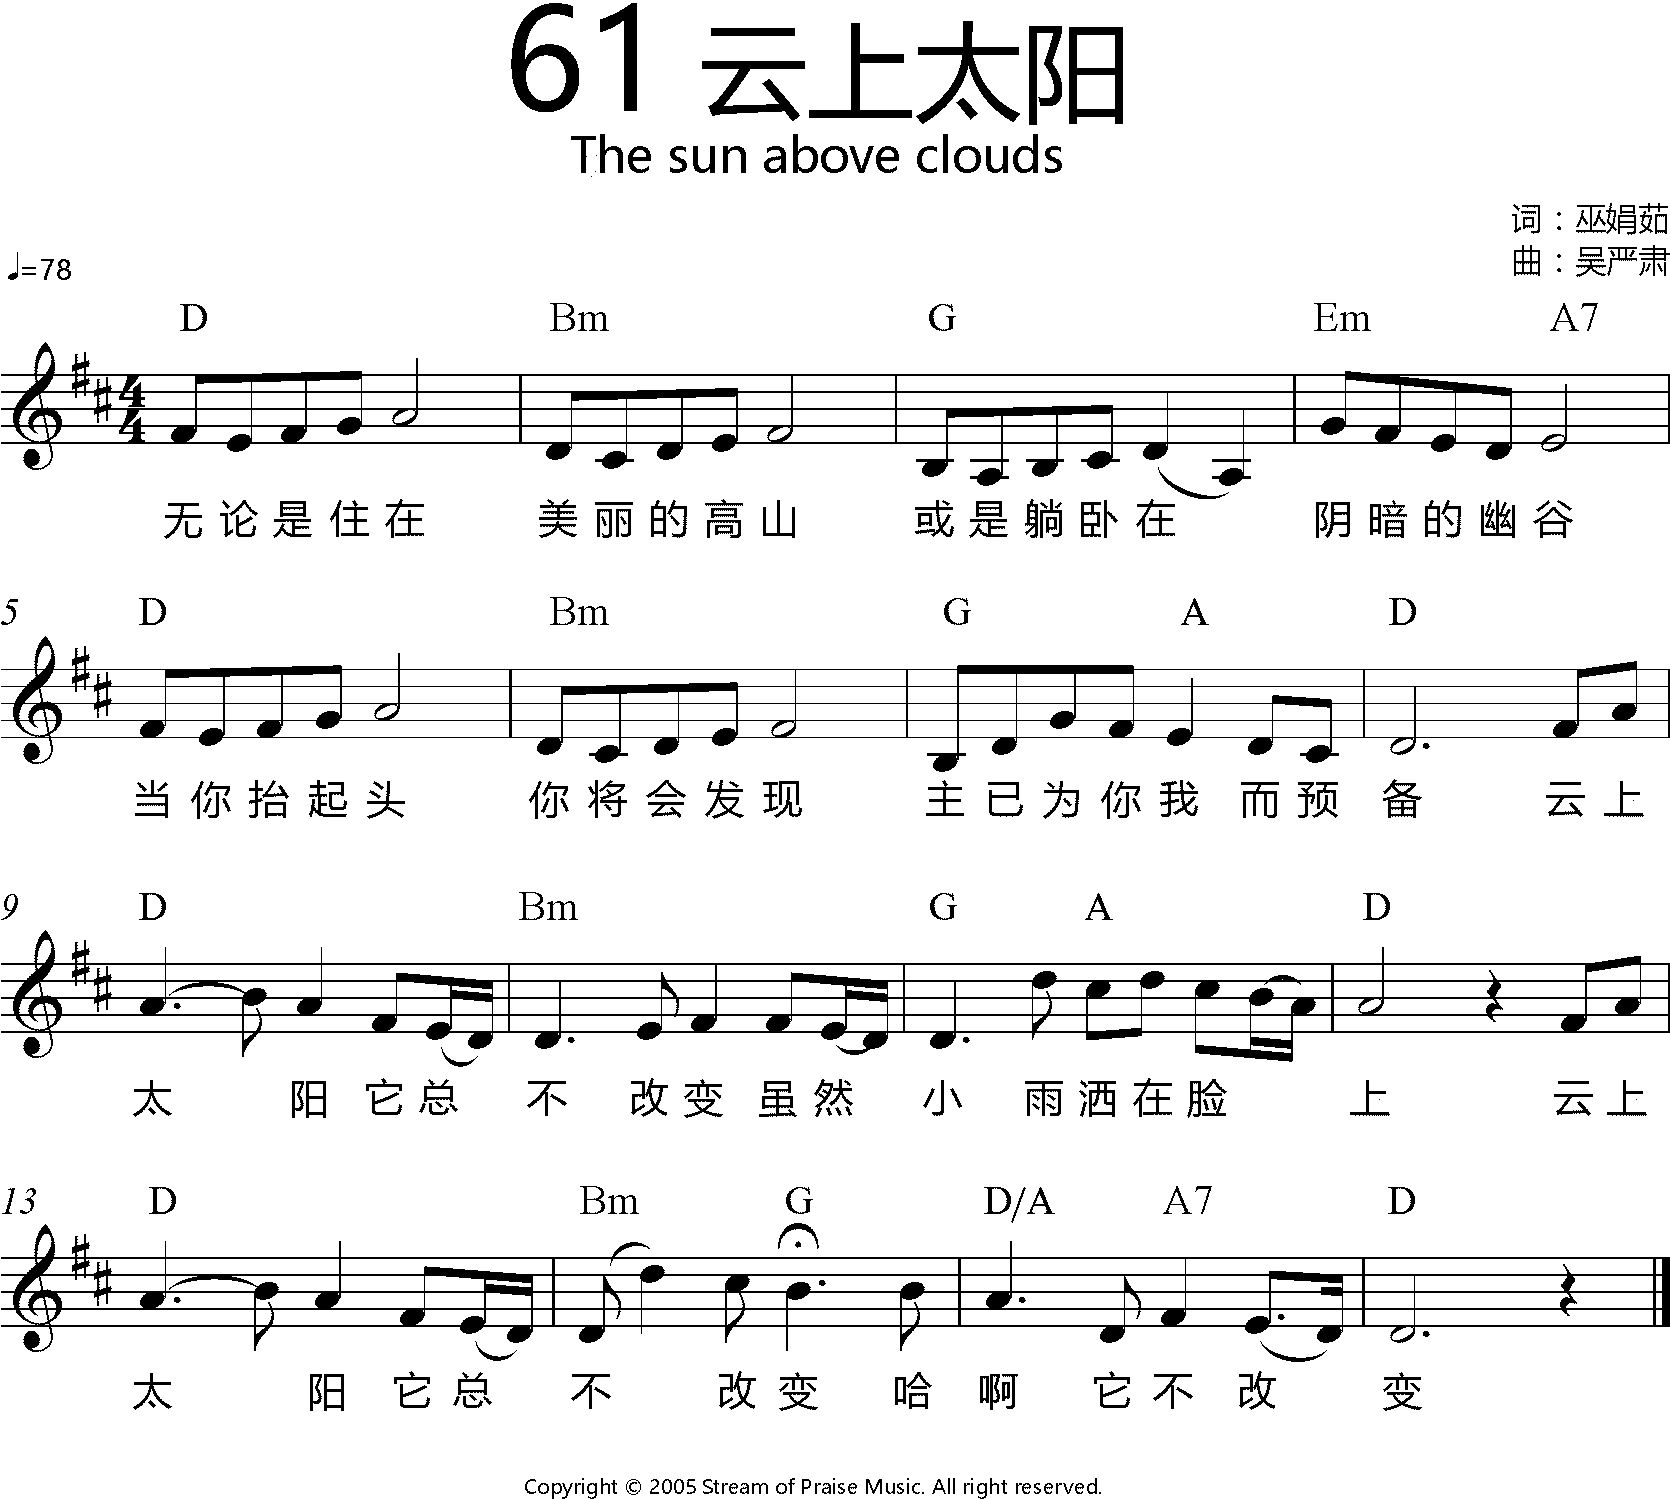 61 云上太阳
The sun above clouds
词：巫娟茹
曲：吴严肃
♩=78
D Bm G Em A7
无论是住在 美丽的高山 或是躺卧在 阴暗的幽谷
5 D Bm G A D
当你抬起头 你将会发现 主已为你我而预备 云上
9 D Bm G A D
太 阳它总 不 改变虽然 小 雨洒在脸 上 云上
13 D Bm G D/A A7 D
太 阳它总 不 改变 哈 啊 它不改 变
Copyright © 2005 Stream of Praise Music. All right reserved.